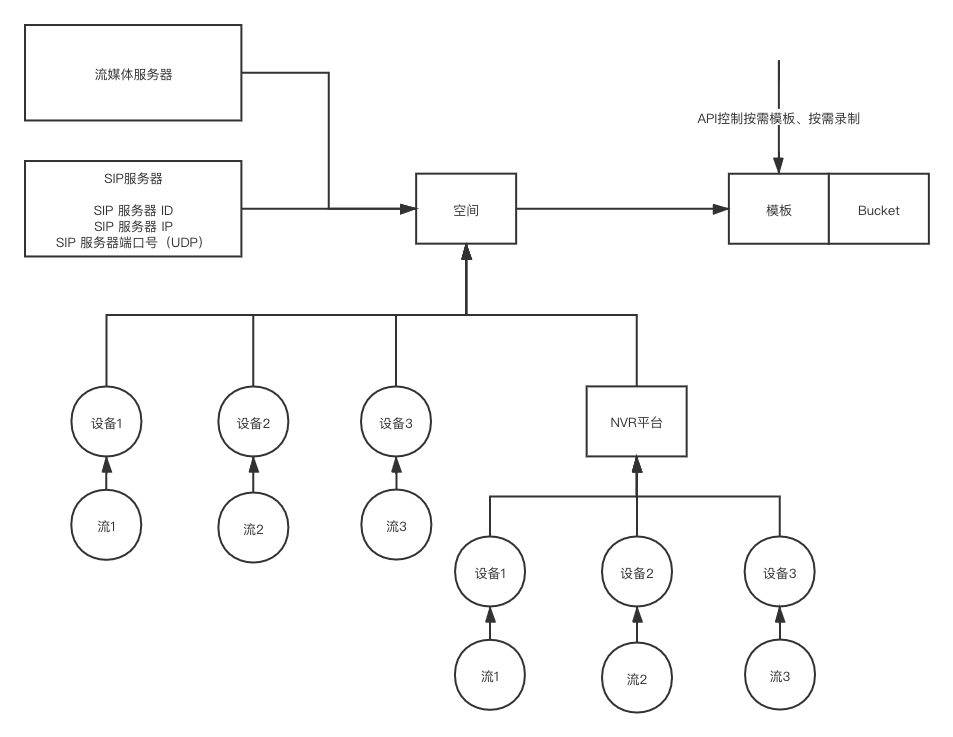 流媒体服务器
API控制按需模板、按需录制
SIP服务器
SIP 服务器 ID
SIP 服务器 IP
SIP 服务器端口号（UDP）
空间
模板
Bucket
设备1
设备2
设备3
NVR平台
流1
流2
流3
设备1
设备2
设备3
流1
流2
流3